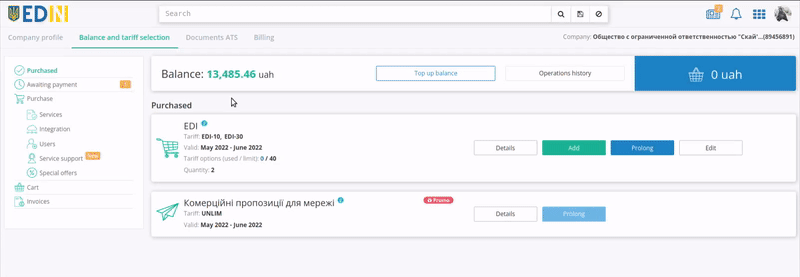 EDIN
Search
Company profile
Balance and tariff selection
Documents ATS
Billing
Company: Общество с ограниченной ответственностью "Скай"...(89456891)
Purchased
Awaiting payment
Purchase
Services
Integration
Users
Service support
Special offers
Cart
Invoices
Balance: 13,485.46 uah
Top up balance
Operations history
0 uah
Purchased
EDI
Tariff: EDI-10, EDI-30
Valid: May 2022 - June 2022
Tariff options (used / limit): 0 / 40
Quantity: 2
Details
Add
Prolong
Edit
Комерційні пропозиції для мережі
Promo
Tariff: UNLIM
Valid: May 2022 - June 2022
Details
Prolong